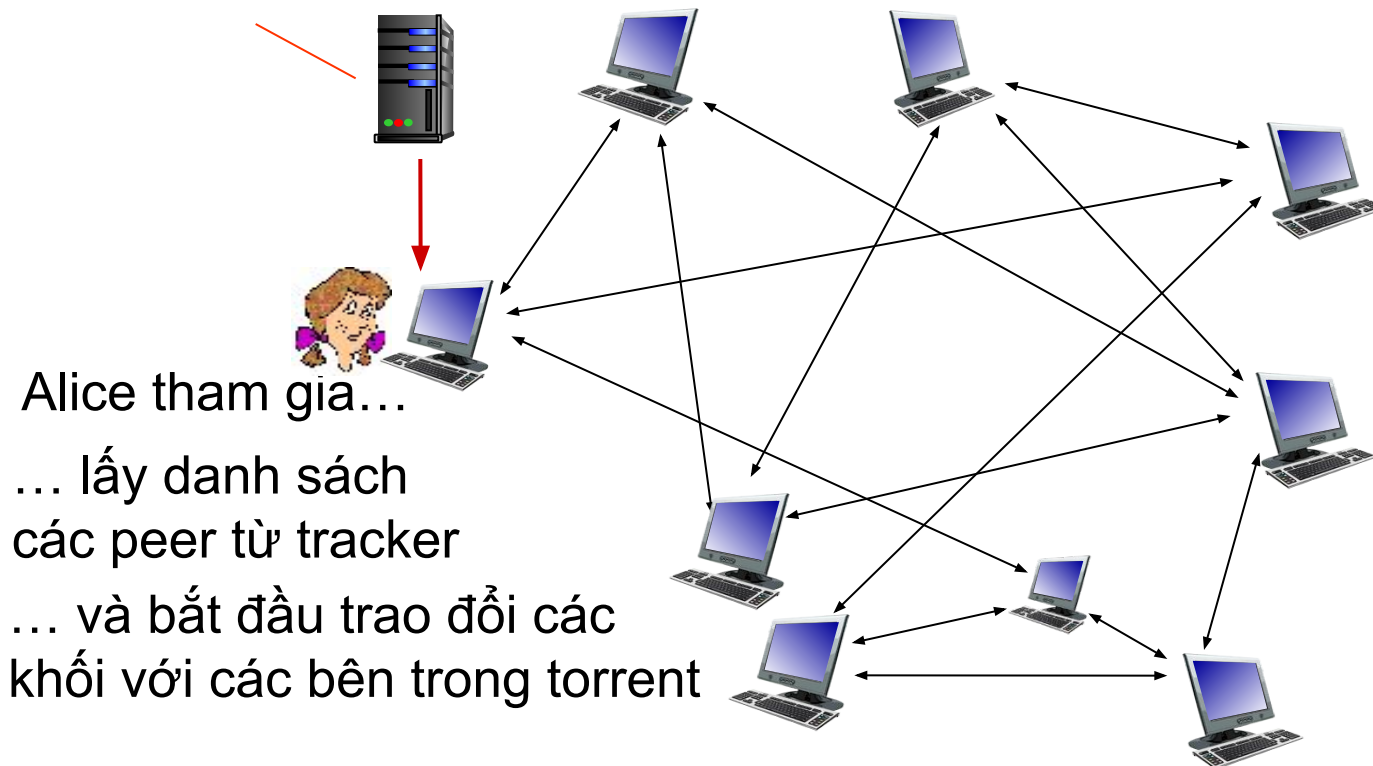 Alice tham gia…
… lấy danh sách
các peer từ tracker
… và bắt đầu trao đổi các
khối với các bên trong torrent